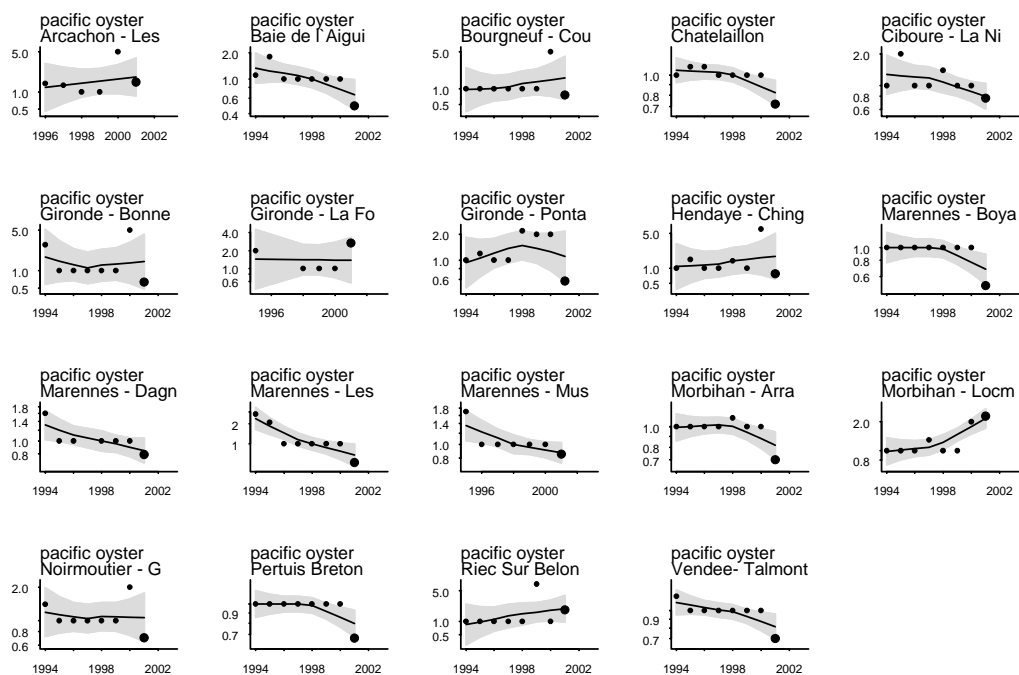 pacific oyster
Arcachon - Les
5.0
1.0
0.5
1996 1998 2000 2002
pacific oyster
Baie de l`Aigui
2.0
1.0
0.6
0.4
1994 1998 2002
pacific oyster
Bourgneuf - Cou
5.0
1.0
0.5
1994 1998 2002
pacific oyster
Chatelaillon
1.0
0.8
0.7
1994 1998 2002
pacific oyster
Ciboure - La Ni
2.0
1.0
0.8
0.6
1994 1998 2002
pacific oyster
Gironde - Bonne
5.0
1.0
0.5
1994 1998 2002
pacific oyster
Gironde - La Fo
4.0
2.0
1.0
0.6
1996 2000
pacific oyster
Gironde - Ponta
2.0
1.0
0.6
1994 1998 2002
pacific oyster
Hendaye - Ching
5.0
1.0
0.5
1994 1998 2002
pacific oyster
Marennes - Boya
1.0
0.8
0.6
1994 1998 2002
pacific oyster
Marennes - Dagn
1.8
1.4
1.0
0.8
1994 1998 2002
pacific oyster
Marennes - Les
2
1
1994 1998 2002
pacific oyster
Marennes - Mus
1.8
1.4
1.0
0.8
1996 2000
pacific oyster
Morbihan - Arra
1.0
0.8
0.7
1994 1998 2002
pacific oyster
Morbihan - Locm
2.0
0.8
1994 1998 2002
pacific oyster
Noirmoutier - G
2.0
0.8
0.6
1994 1998 2002
pacific oyster
Pertuis Breton
0.9
0.7
1994 1998 2002
pacific oyster
Riec Sur Belon
5.0
1.0
0.5
1994 1998 2002
pacific oyster
Vendee- Talmont
0.9
0.7
1994 1998 2002